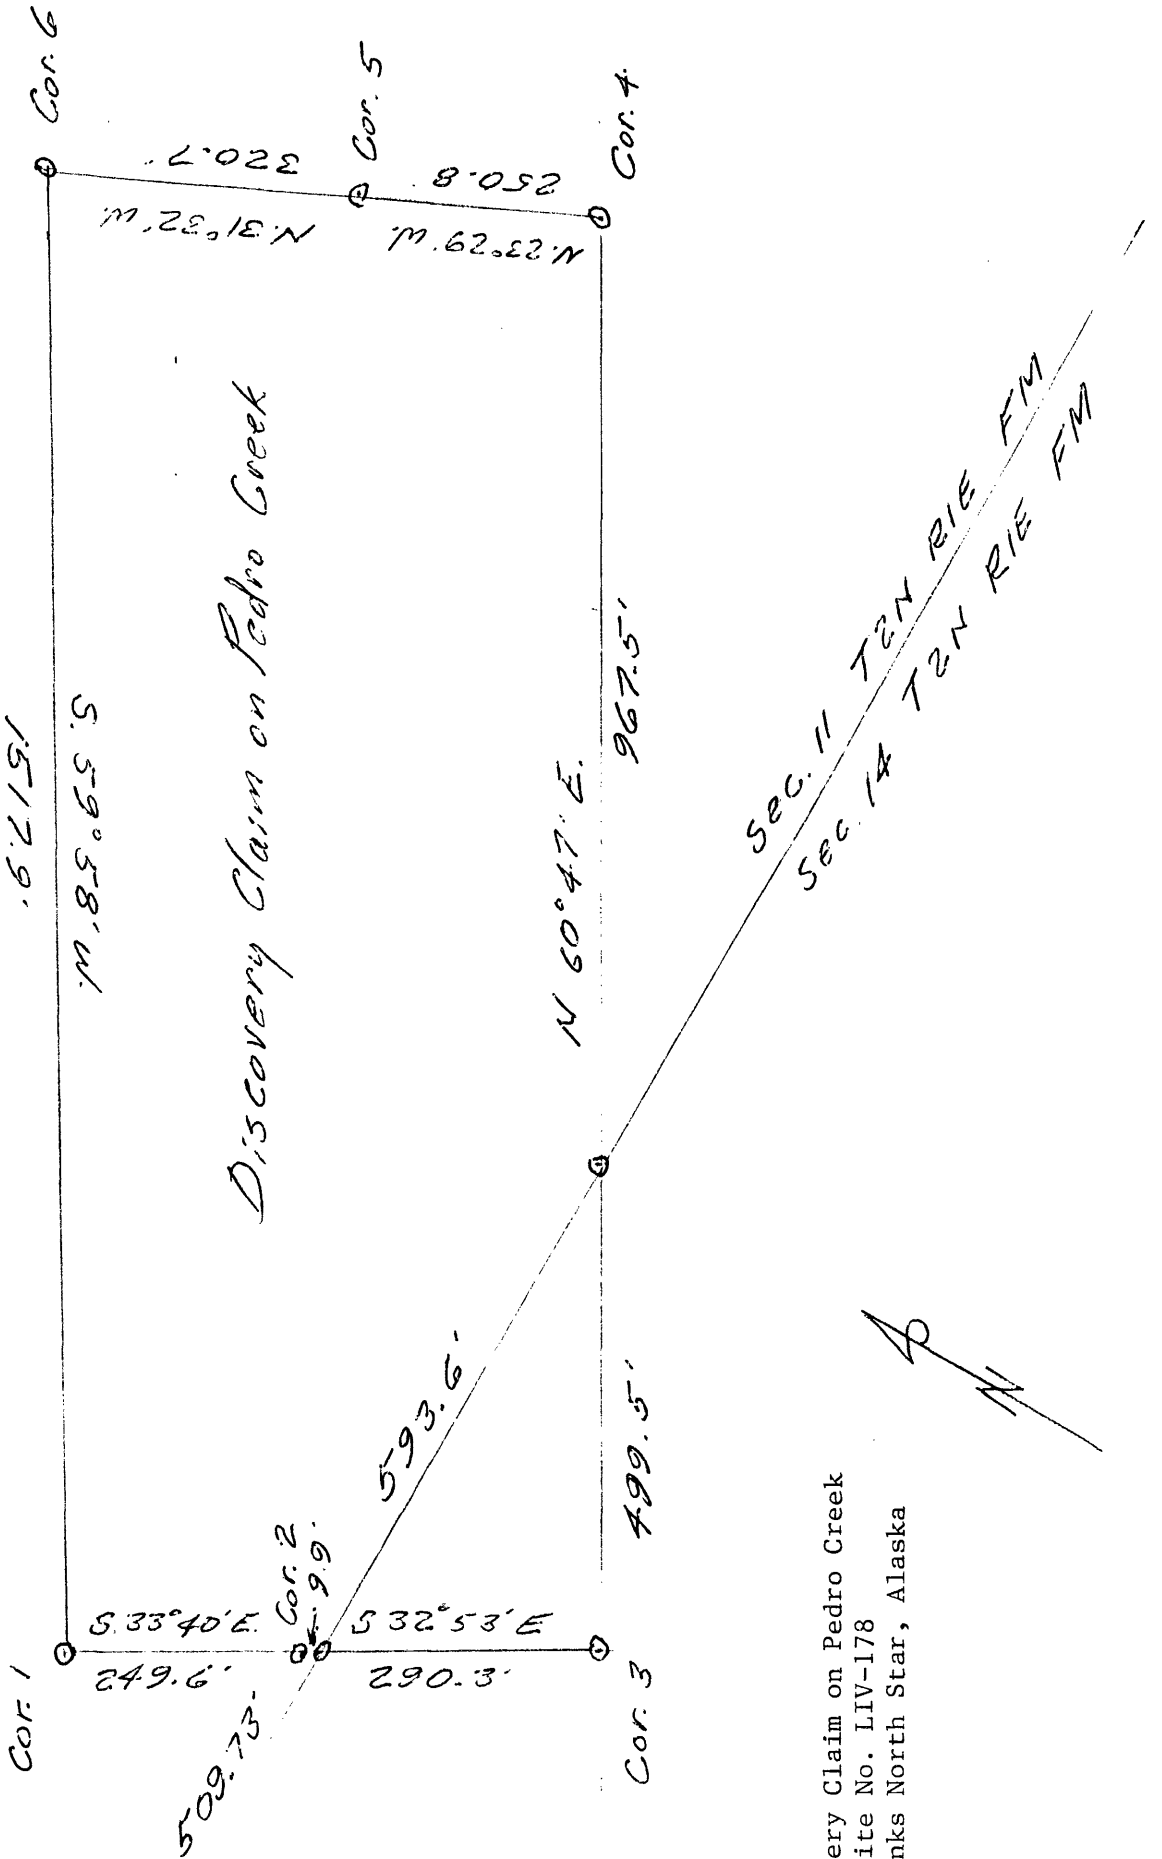 Cor. 1
1517.9'
S. 59° 58' W.
Cor. 6
S. 33° 40' E.
249.6'
Cor. 2
9.9'
509.73'
S 32° 53' E
290.3'
593.6'
Discovery Claim on Pedro Creek
N. 31° 32' W.
320.7'
Cor. 5
N. 23° 29' W.
250.8'
Cor. 4
Cor. 3
499.5'
N 60° 47' E.
967.5'
Sec. 11 T2N R1E FM
Sec. 14 T2N R1E FM
N
ery Claim on Pedro Creek
ite No. LIV-178
nks North Star, Alaska